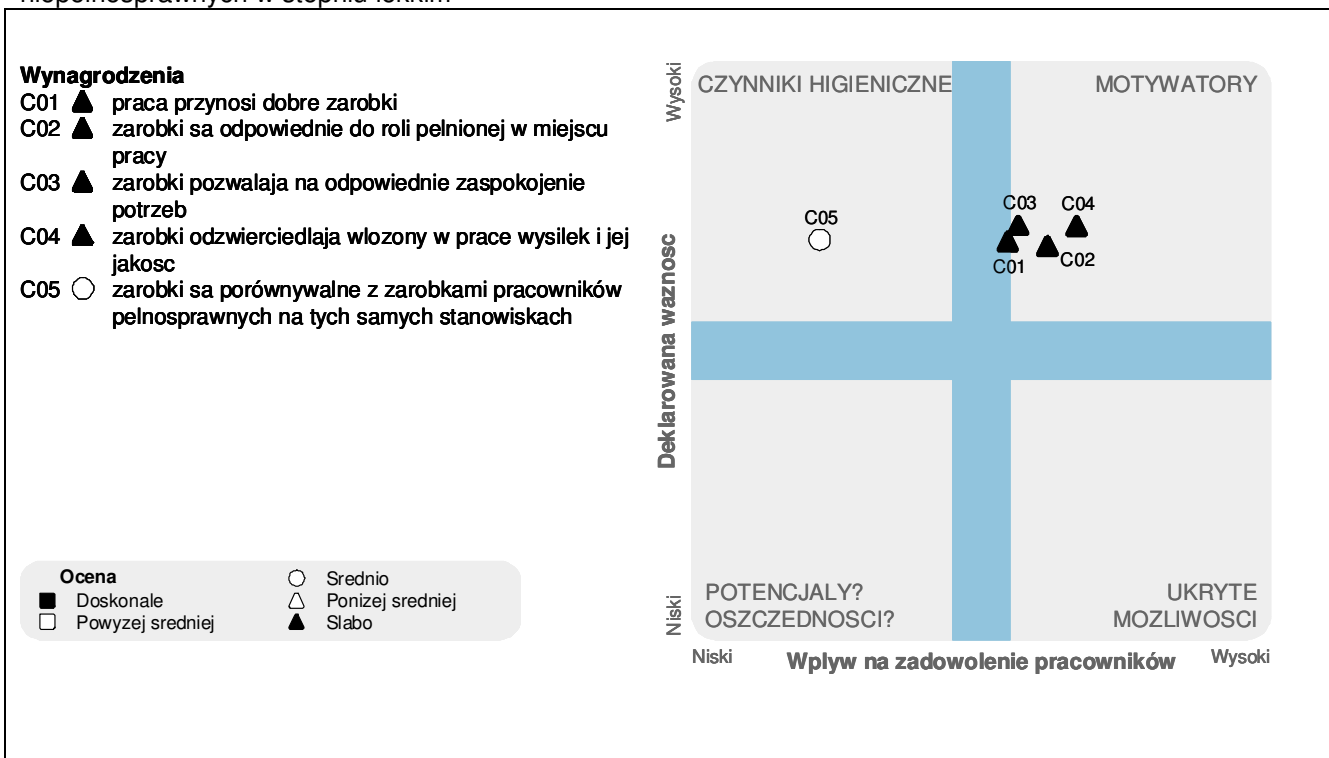 Wynagrodzenia
C01 praca przynosi dobre zarobki
C02 zarobki sa odpowiednie do roli pelnionej w miejscu
pracy
C03 zarobki pozwalaja na odpowiednie zaspokojenie
potrzeb
C04 zarobki odzwierciedlaja wlozony w prace wysilek i jej
jakosc
C05 zarobki sa porównywalne z zarobkami pracowników
pelnosprawnych na tych samych stanowiskach
Ocena
Doskonale
Powyzej sredniej
Srednio
Ponizej sredniej
Slabo
Wysoki
Deklarowana waznosc
Niski
CZYNNIKI HIGIENICZNE
MOTYWATORY
C03
C04
C05
C01
C02
POTENCJALY?
OSZCZEDNOSCI?
UKRYTE
MOZLIWOSCI
Niski
Wplyw na zadowolenie pracowników
Wysoki